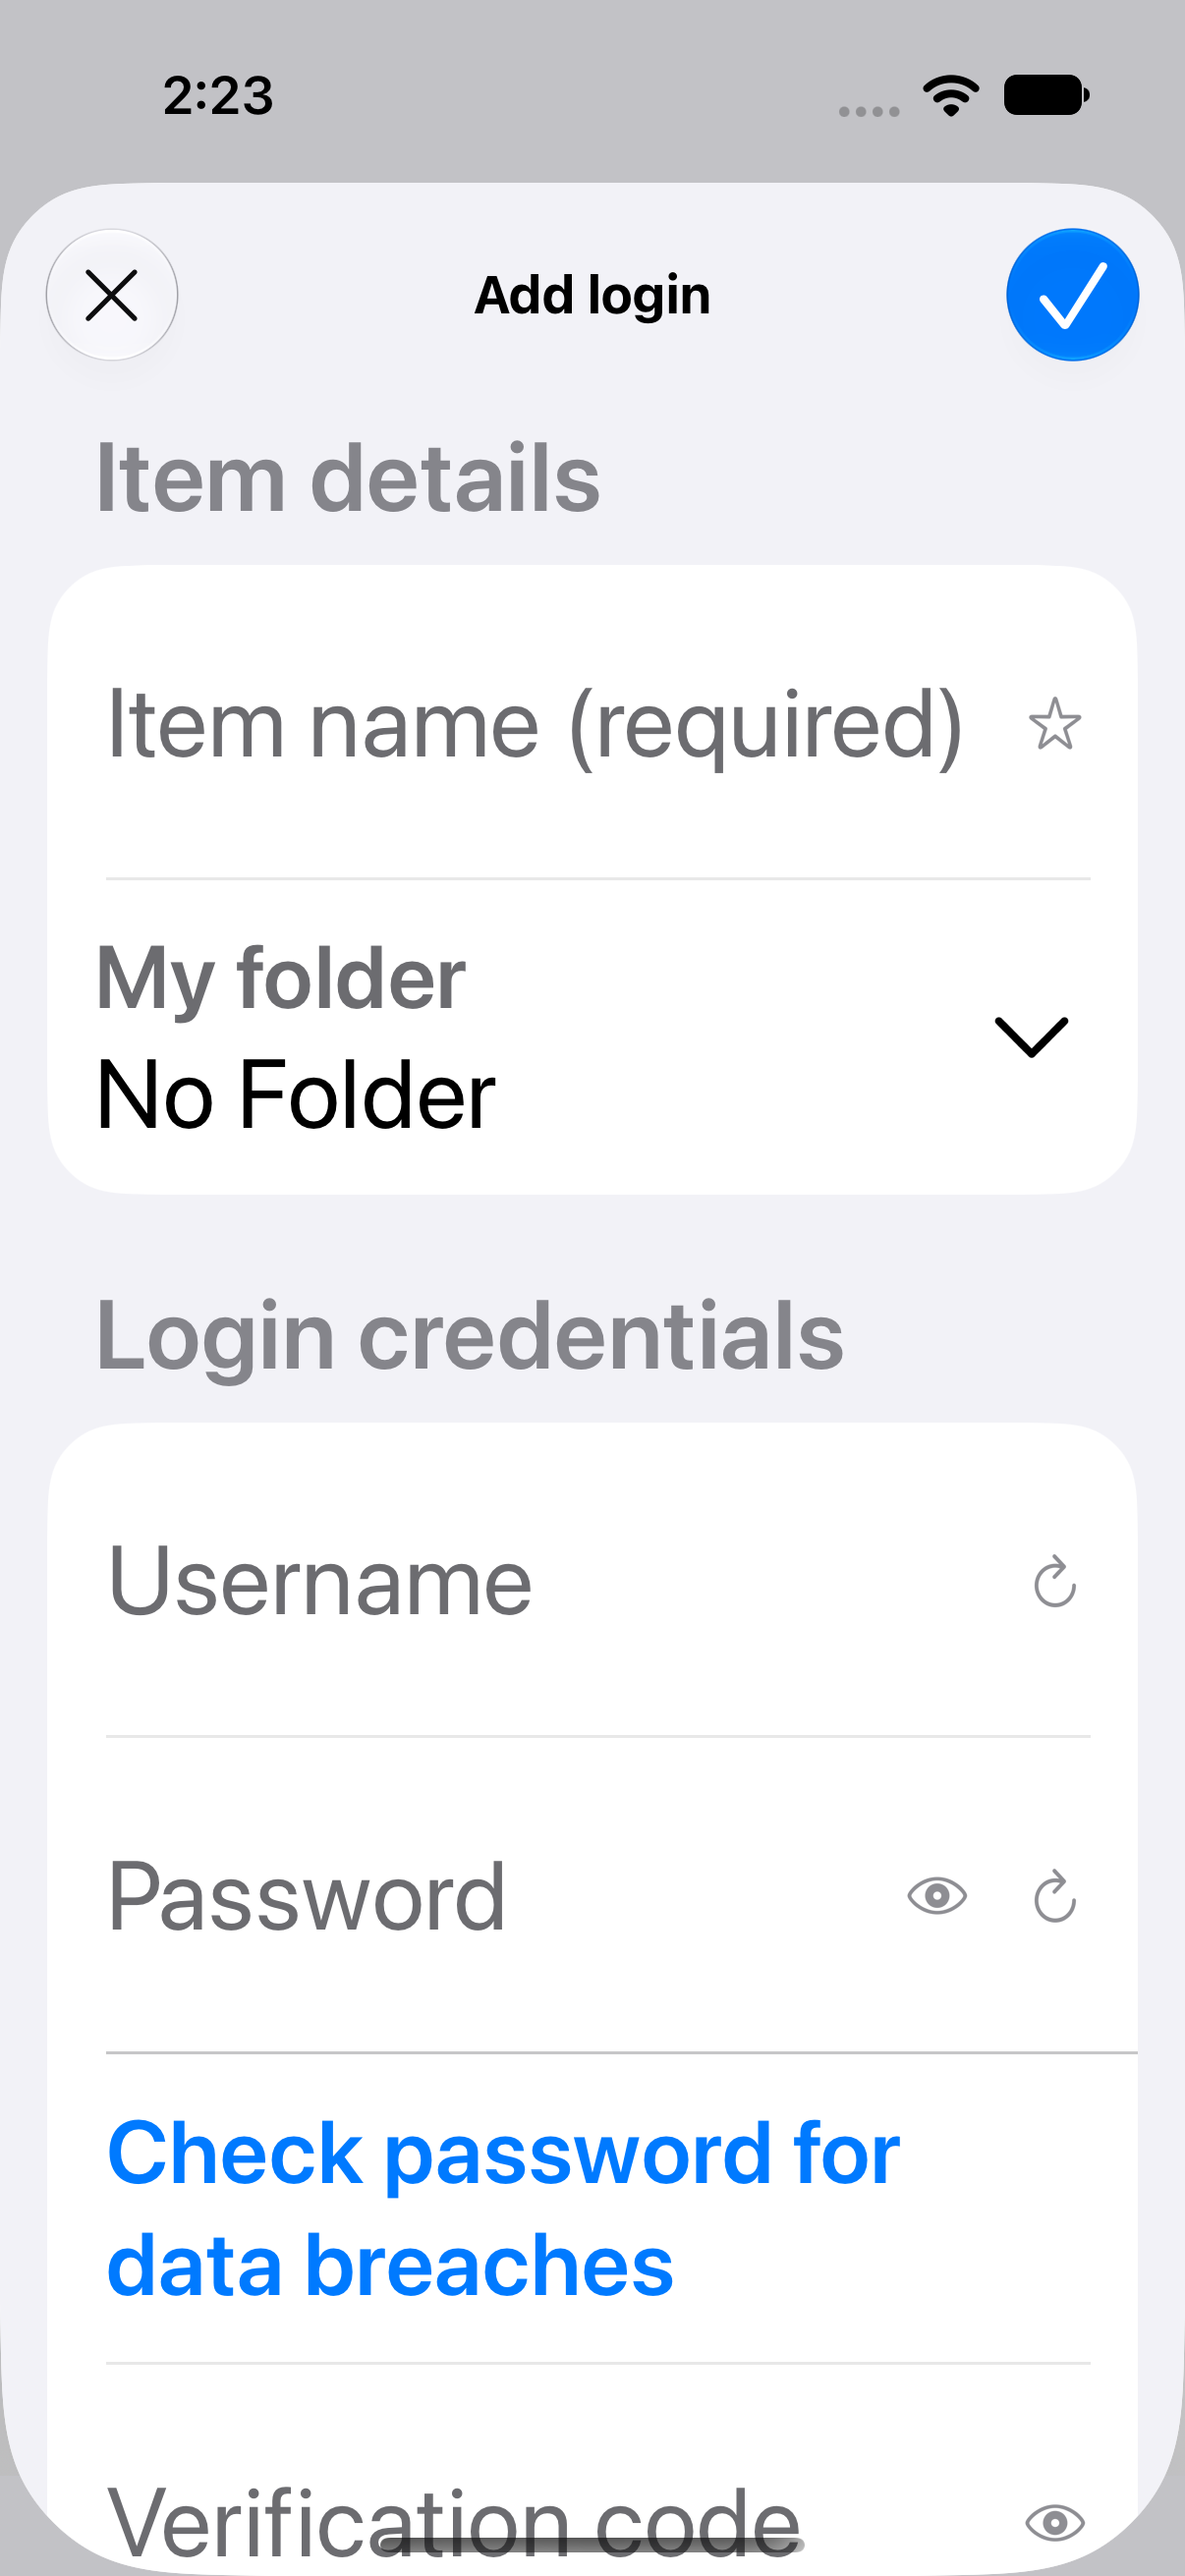 2:23
Add login
Item details
Item name (required)
My folder
No Folder
Login credentials
Username
Password
Check password for
data breaches
Verification code